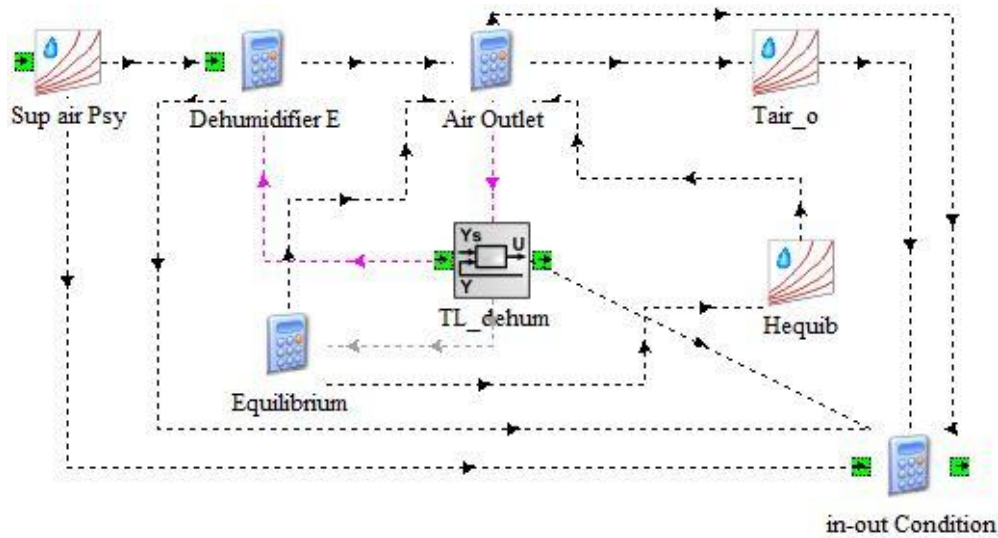 Sup air Psy
Dehumidifier E
Air Outlet
Tair_o
Ys
U
Y
TL_dehum
Hequib
Equilibrium
in-out Condition